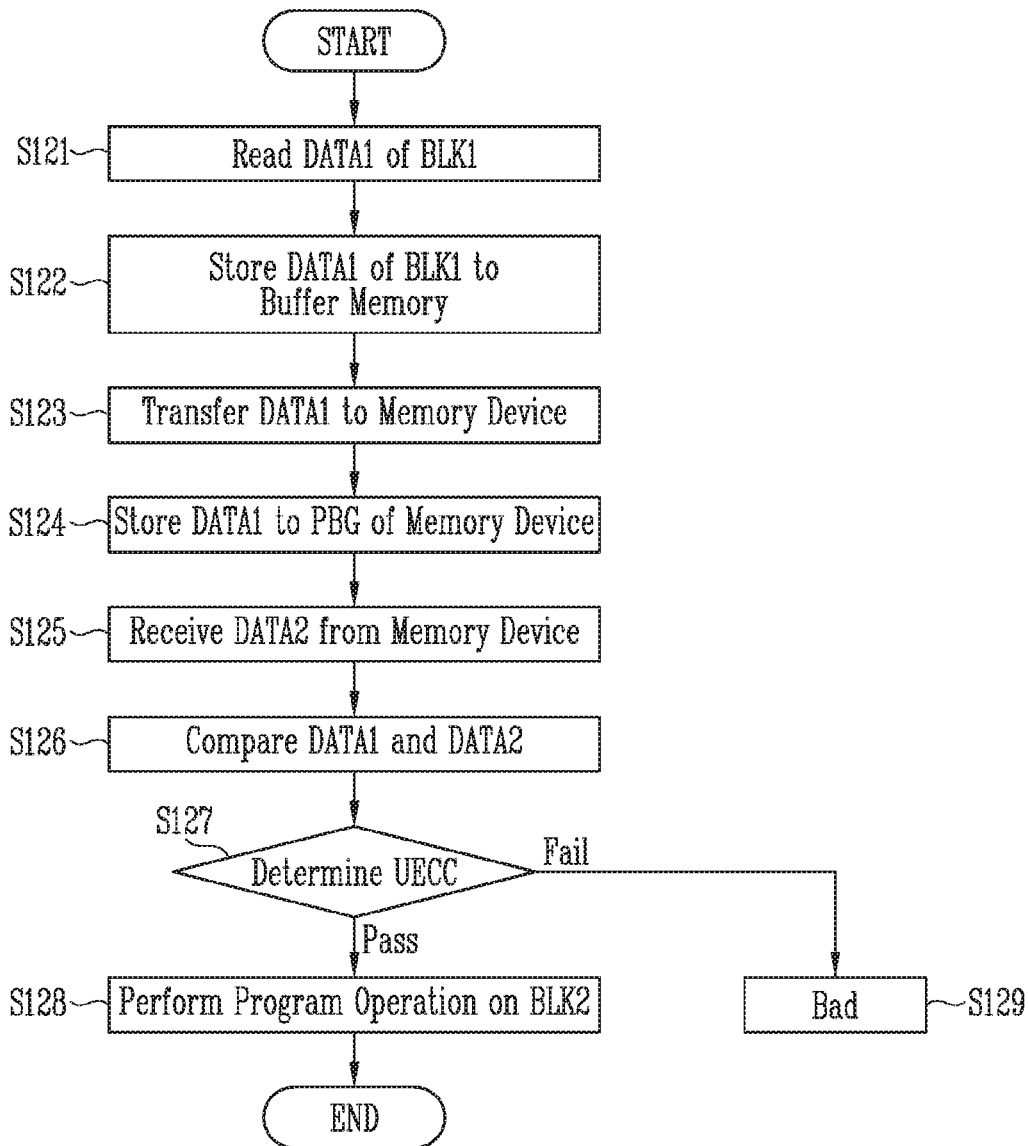 START
S121
Read DATA1 of BLK1
S122
Store DATA1 of BLK1 to
Buffer Memory
S123
Transfer DATA1 to Memory Device
S124
Store DATA1 to PBG of Memory Device
S125
Receive DATA2 from Memory Device
S126
Compare DATA1 and DATA2
S127
Determine UECC
Fail
Pass
S128
Perform Program Operation on BLK2
Bad
S129
END